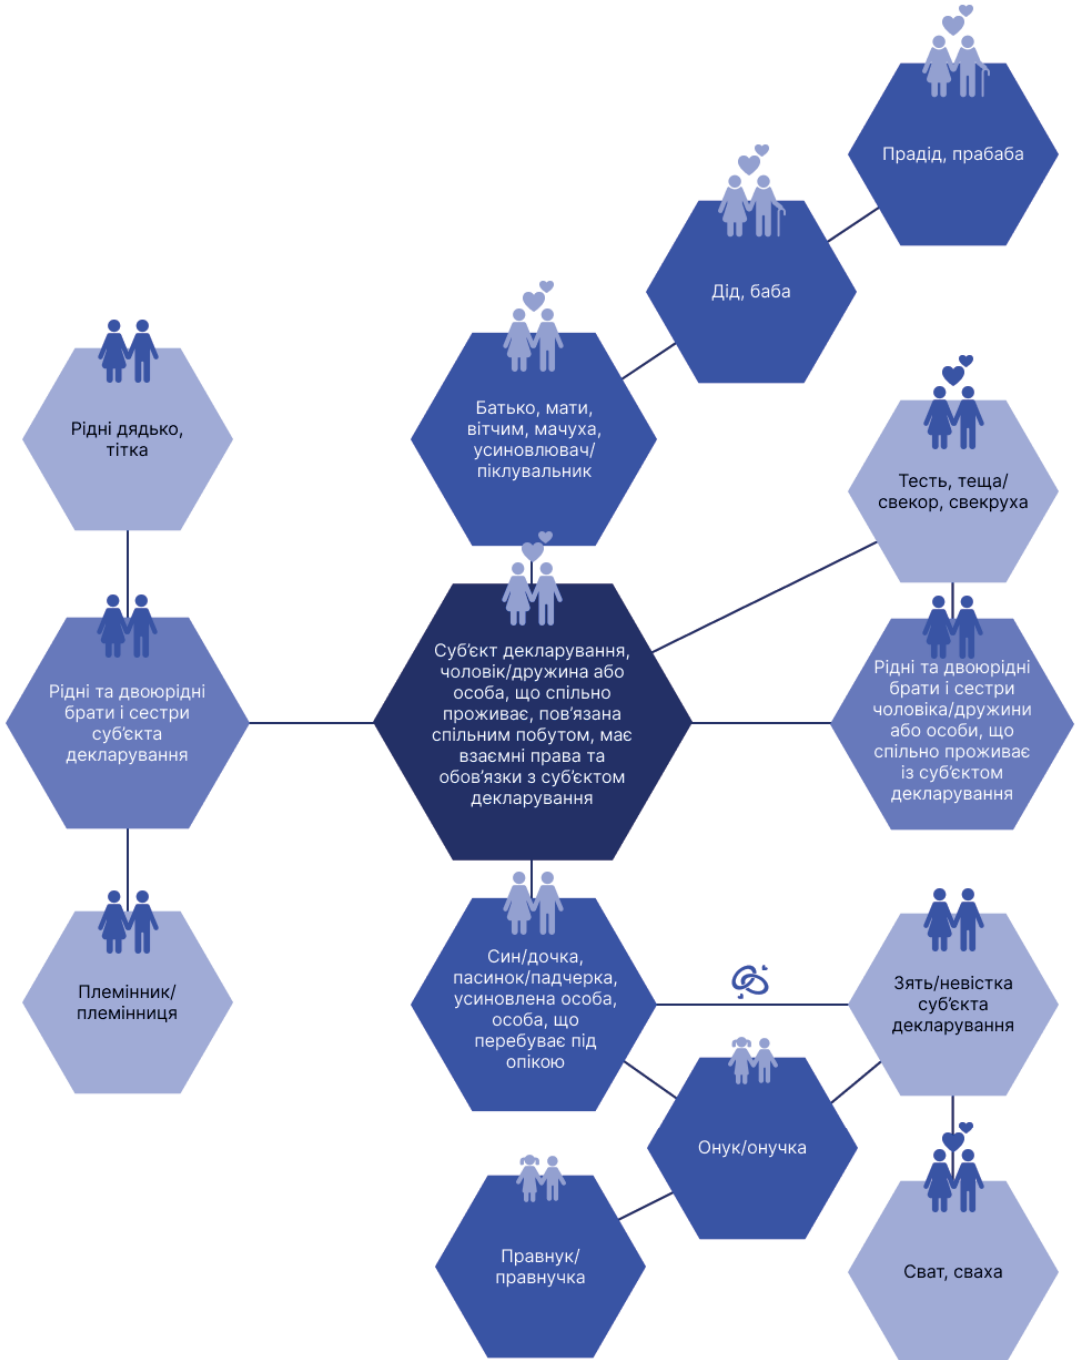 Прадід, прабаба
Дід, баба
Батько, мати,
вітчим, мачуха,
усиновлювач/
піклувальник
Рідні дядько,
тітка
Тесть, теща/
свекор, свекруха
Рідні та двоюрідні
брати і сестри
суб’єкта
декларування
Суб’єкт декларування,
чоловік/дружина або
особа, що спільно
проживає, пов’язана
спільним побутом, має
взаємні права та
обов’язки з суб’єктом
декларування
Рідні та двоюрідні
брати і сестри
чоловіка/дружини
або особи, що
спільно проживає
із суб’єктом
декларування
Племінник/
племінниця
Син/дочка,
пасинок/падчерка,
усиновлена особа,
особа, що
перебуває під
опікою
Зять/невістка
суб’єкта
декларування
Онук/онучка
Правнук/
правнучка
Сват, сваха